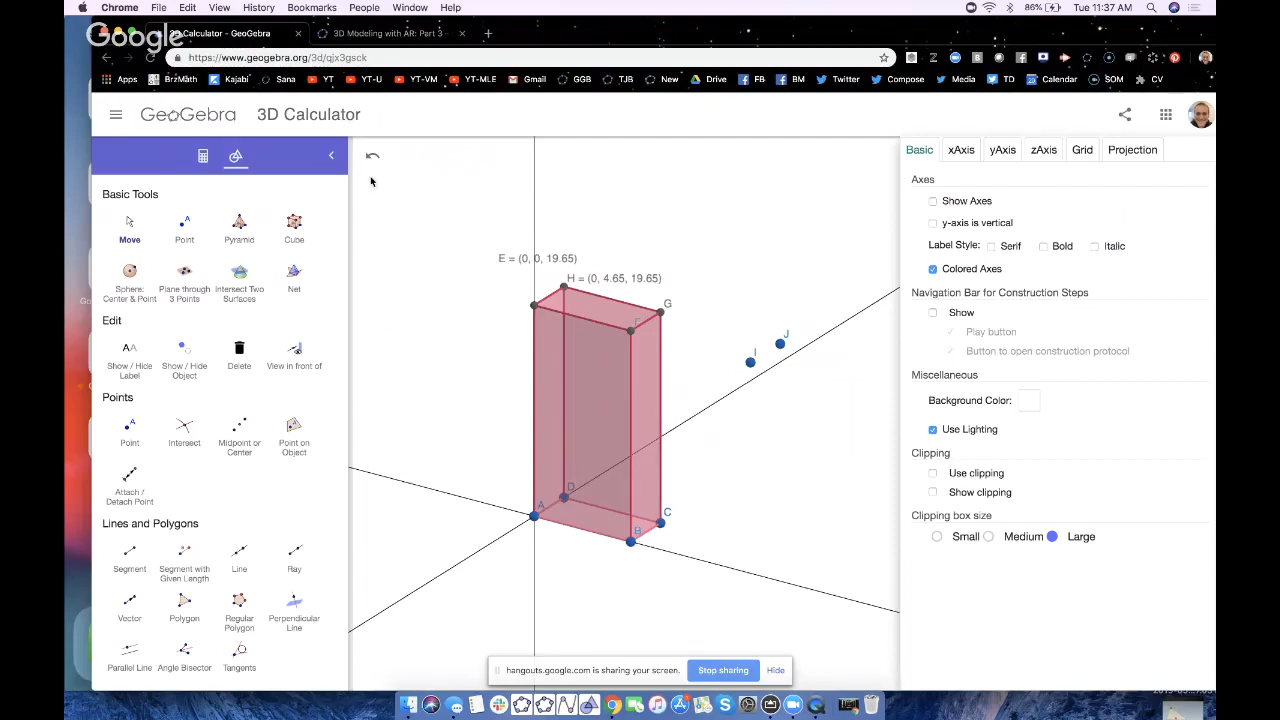 Chrome File Edit View History Bookmarks People Window Help 86% Tue 11:37 AM
Google
3D Calculator - GeoGebra × 3D Modeling with AR: Part 3 - × +
https://www.geogebra.org/3d/qjx3gsck
Apps BrzMath Kajabi Sana YT YT-U YT-VM YT-MLE Gmail GGB TJB New Drive FB BM Twitter Compose Media TD Calendar SOM CV
GeoGebra 3D Calculator
Basic xAxis yAxis zAxis Grid Projection
Basic Tools
Move Point Pyramid Cube
Sphere: Center & Point
Plane through 3 Points
Intersect Two Surfaces
Net
Edit
Show / Hide Label
Show / Hide Object
Delete
View in front of
Points
Point Intersect
Midpoint or Center
Point on Object
Attach / Detach Point
Lines and Polygons
Segment
Segment with Given Length
Line Ray
Vector Polygon
Regular Polygon
Perpendicular Line
Parallel Line Angle Bisector Tangents
E = (0, 0, 19.65)
H = (0, 4.65, 19.65)
G
F
J
I
D
A
C
B
Axes
Show Axes
y-axis is vertical
Label Style: Serif Bold Italic
Colored Axes
Navigation Bar for Construction Steps
Show
Play button
Button to open construction protocol
Miscellaneous
Background Color:
Use Lighting
Clipping
Use clipping
Show clipping
Clipping box size
Small Medium Large
hangouts.google.com is sharing your screen. Stop sharing Hide